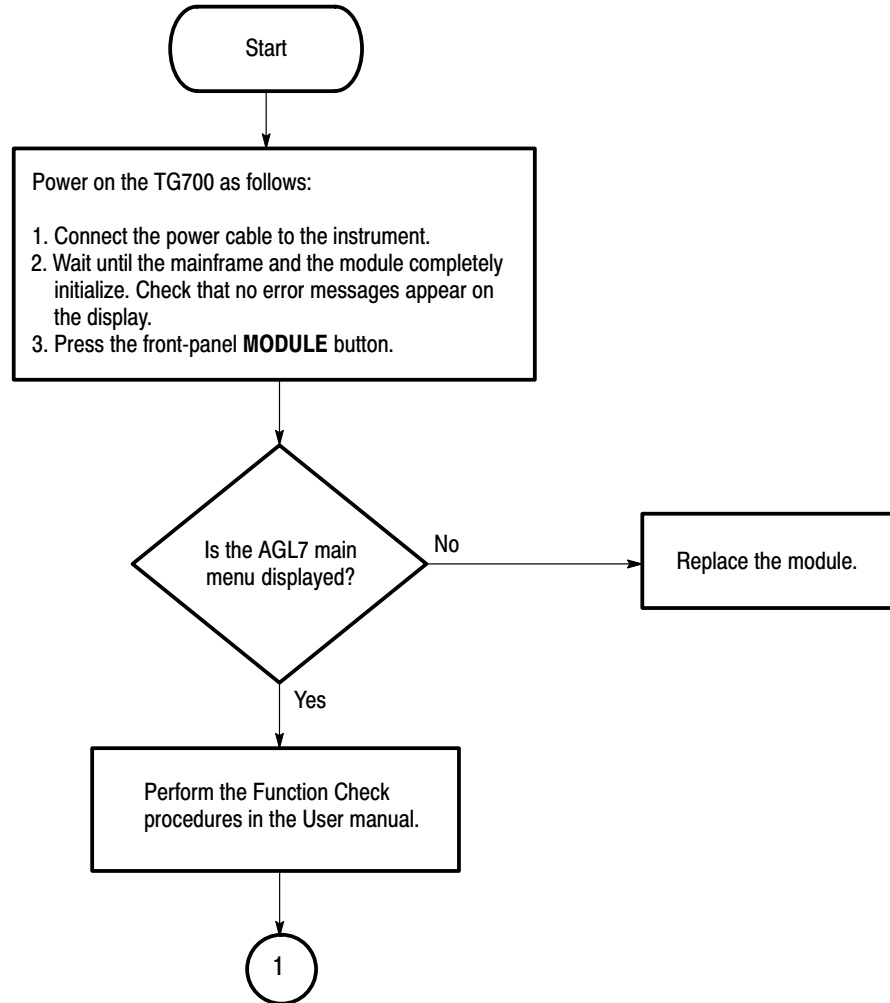 Start
Power on the TG700 as follows:
1. Connect the power cable to the instrument.
2. Wait until the mainframe and the module completely
initialize. Check that no error messages appear on
the display.
3. Press the front-panel MODULE button.
Is the AGL7 main
menu displayed?
No
Replace the module.
Yes
Perform the Function Check
procedures in the User manual.
1